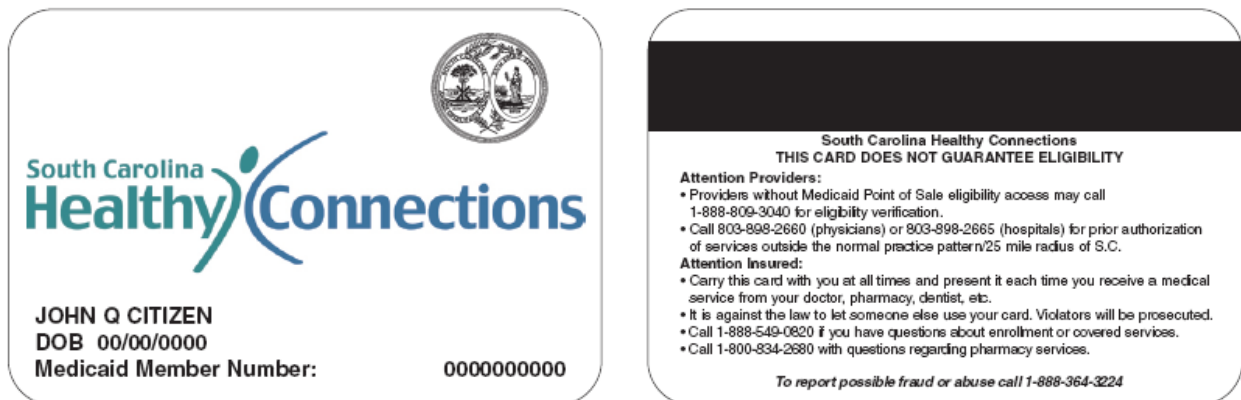 South Carolina
Healthy Connections
JOHN Q CITIZEN
DOB 00/00/0000
Medicaid Member Number: 0000000000
South Carolina Healthy Connections
THIS CARD DOES NOT GUARANTEE ELIGIBILITY
Attention Providers:
• Providers without Medicaid Point of Sale eligibility access may call
1-888-809-3040 for eligibility verification.
• Call 803-898-2660 (physicians) or 803-898-2665 (hospitals) for prior authorization
of services outside the normal practice pattern/25 mile radius of S.C.
Attention Insured:
• Carry this card with you at all times and present it each time you receive a medical
service from your doctor, pharmacy, dentist, etc.
• It is against the law to let someone else use your card. Violators will be prosecuted.
• Call 1-888-549-0820 if you have questions about enrollment or covered services.
• Call 1-800-834-2680 with questions regarding pharmacy services.
To report possible fraud or abuse call 1-888-364-3224